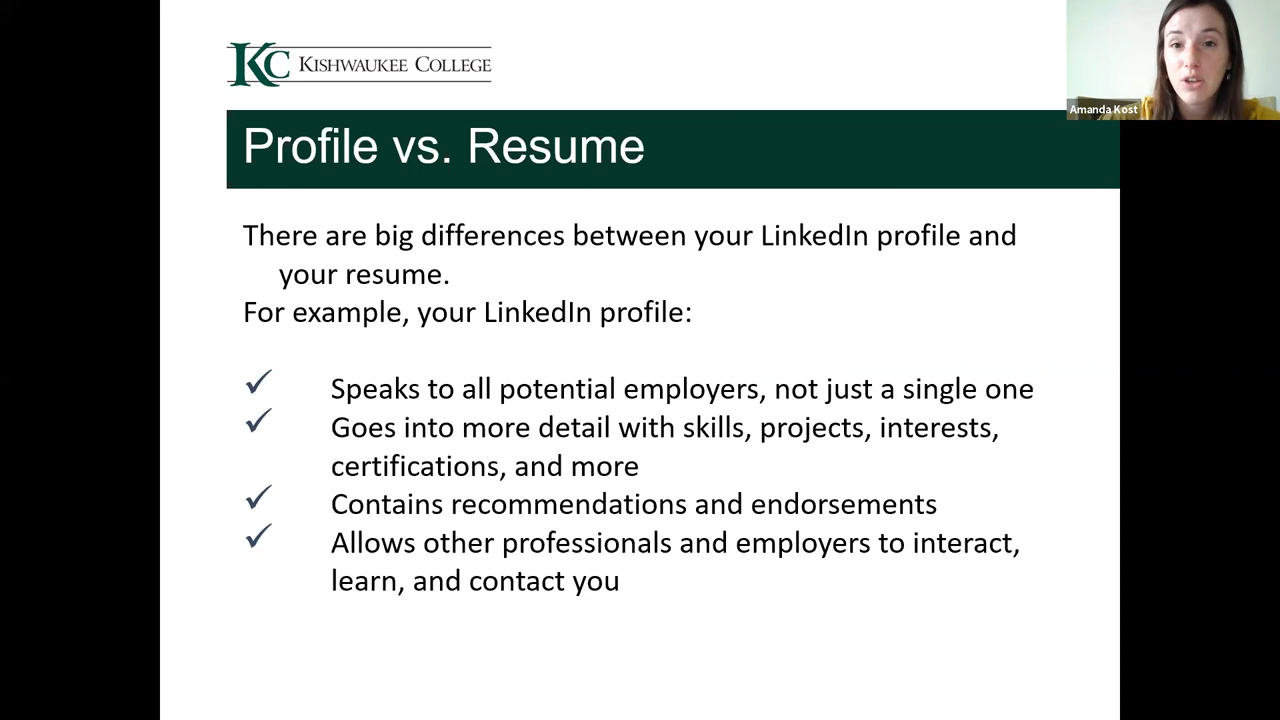 KC KISHWAUKEE COLLEGE
Amanda Kost
Profile vs. Resume
There are big differences between your LinkedIn profile and
your resume.
For example, your LinkedIn profile:
✓ Speaks to all potential employers, not just a single one
✓ Goes into more detail with skills, projects, interests,
certifications, and more
✓ Contains recommendations and endorsements
✓ Allows other professionals and employers to interact,
learn, and contact you